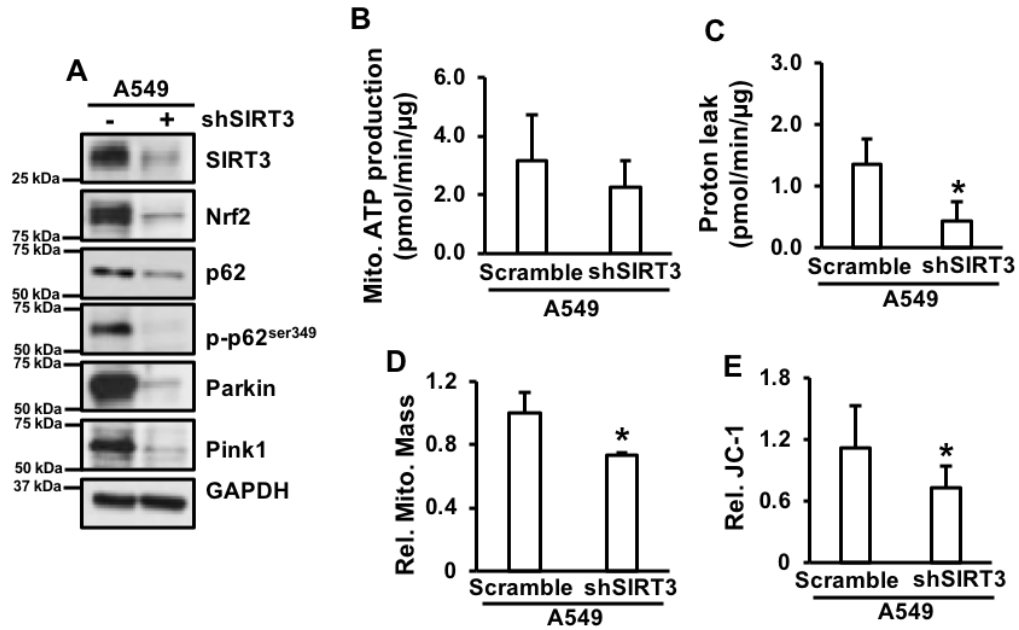 A
A549
- + shSIRT3
SIRT3
25 kDa
Nrf2
75 kDa
75 kDa
p62
50 kDa
75 kDa
p-p62ser349
50 kDa
75 kDa
Parkin
50 kDa
75 kDa
Pink1
50 kDa
37 kDa
GAPDH
B
Mito. ATP production
(pmol/min/µg)
6.0
4.0
2.0
0.0
Scramble shSIRT3
A549
C
Proton leak
(pmol/min/µg)
3.0
2.0
1.0
0.0
*
Scramble shSIRT3
A549
D
Rel. Mito. Mass
1.2
0.8
0.4
0
*
Scramble shSIRT3
A549
E
Rel. JC-1
1.8
1.2
0.6
0
*
Scramble shSIRT3
A549